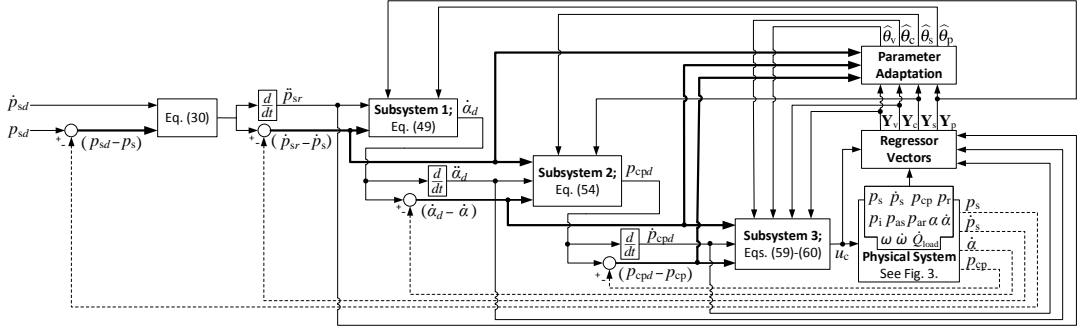 θ̂v θ̂c θ̂s θ̂p
Parameter
Adaptation
ṗsd
psd
+
-
(psd−ps)
Eq. (30)
d
dt
p̈sr
+
-
(ṗsr−ṗs)
Subsystem 1;
Eq. (49)
α̇d
Yv Yc Ys Yp
Regressor
Vectors
d
dt
α̈d
+
-
(α̇d − α̇)
Subsystem 2;
Eq. (54)
pcpd
d
dt
ṗcpd
+
-
(pcpd−pcp)
Subsystem 3;
Eqs. (59)-(60)
uc
ps ṗs pcp pr
pi pas par α α̇
ω ω̇ Q̇load
Physical System
See Fig. 3.
ps
ṗs
α̇
pcp